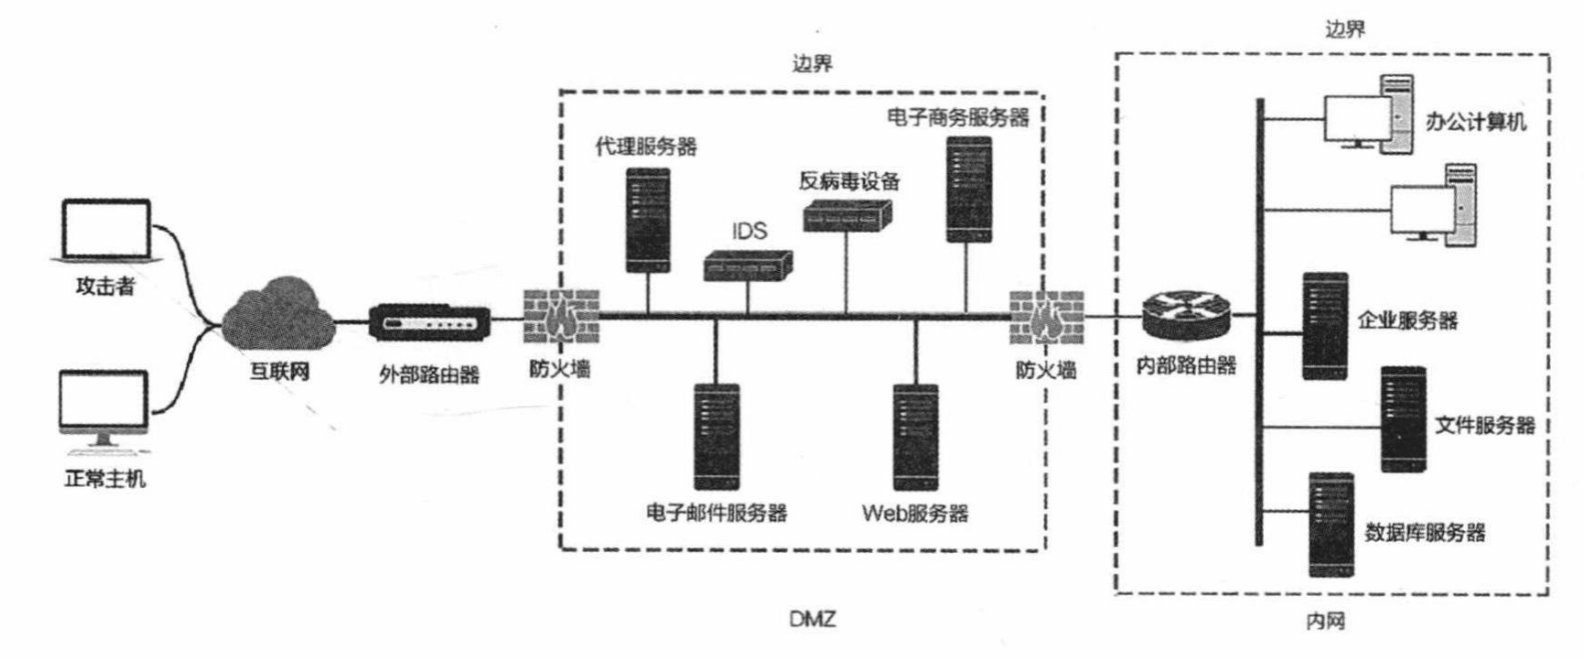 边界
边界
电子商务服务器
办公计算机
代理服务器
反病毒设备
IDS
攻击者
互联网
外部路由器
防火墙
防火墙
内部路由器
企业服务器
正常主机
文件服务器
电子邮件服务器
Web服务器
数据库服务器
DMZ
内网